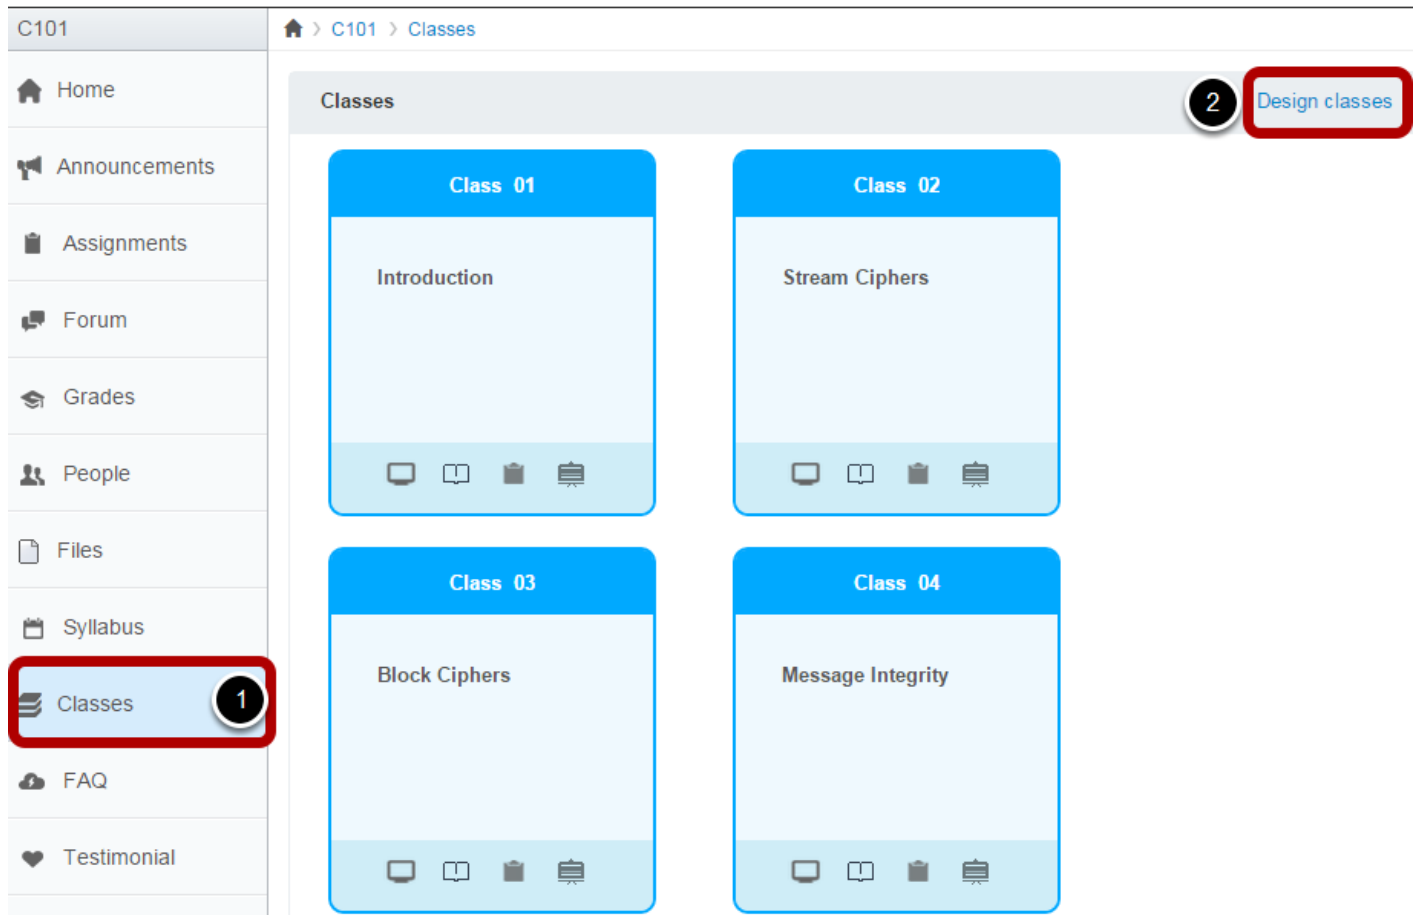 C101
C101 Classes
Home
Announcements
Assignments
Forum
Grades
People
Files
Syllabus
Classes 1
FAQ
Testimonial
Classes
2 Design classes
Class 01
Introduction
Class 02
Stream Ciphers
Class 03
Block Ciphers
Class 04
Message Integrity